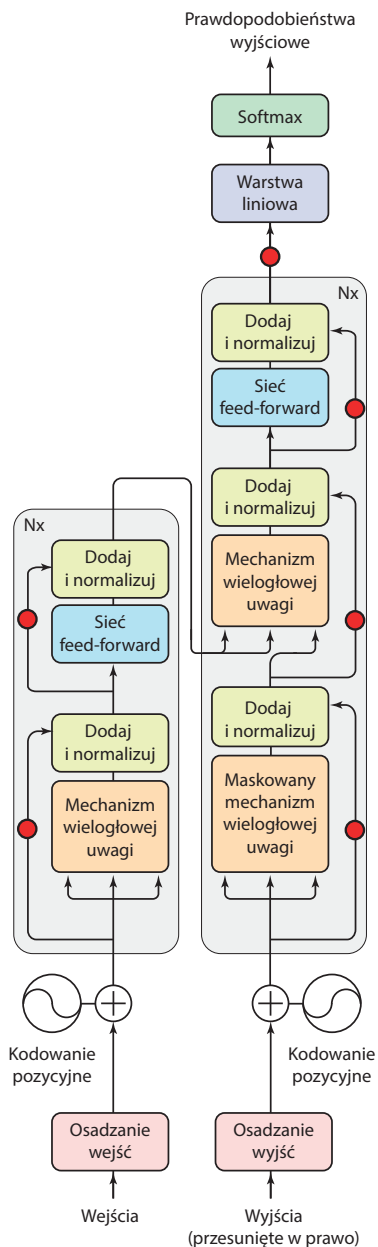 Prawdopodobieństwa
wyjściowe
Softmax
Warstwa
liniowa
Nx
Dodaj
i normalizuj
Sieć
feed-forward
Dodaj
i normalizuj
Mechanizm
wielogłowej
uwagi
Dodaj
i normalizuj
Maskowany
mechanizm
wielogłowej
uwagi
Nx
Dodaj
i normalizuj
Sieć
feed-forward
Dodaj
i normalizuj
Mechanizm
wielogłowej
uwagi
Kodowanie
pozycyjne
Kodowanie
pozycyjne
Osadzanie
wejść
Osadzanie
wyjść
Wejścia
Wyjścia
(przesunięte w prawo)